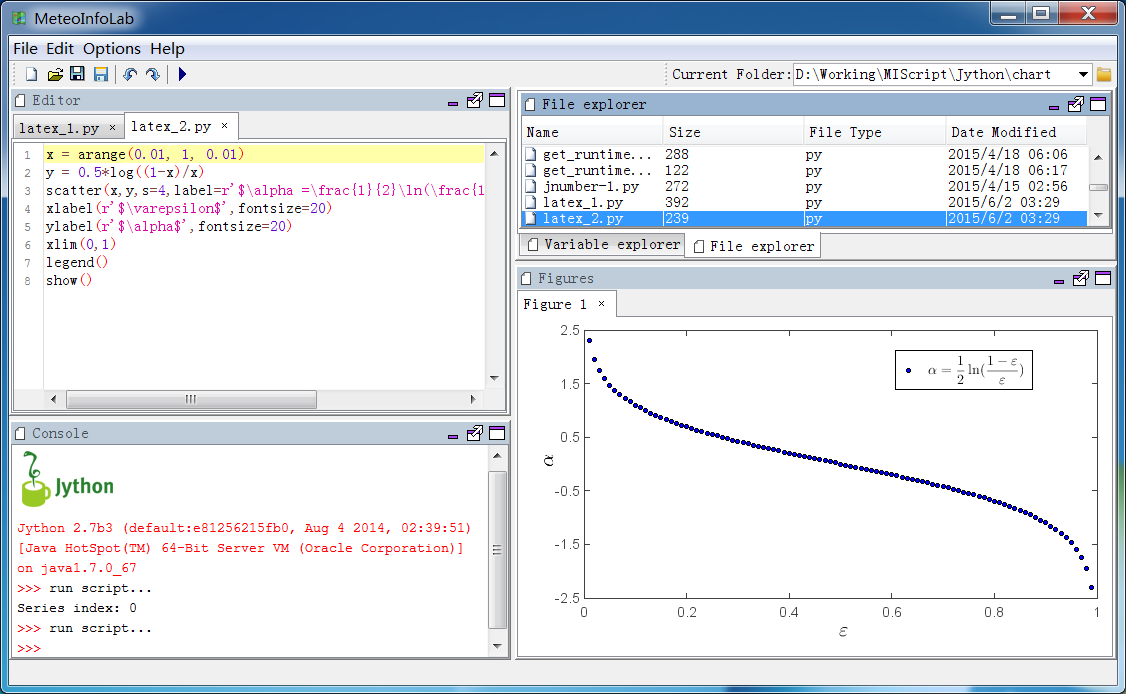 MeteoInfoLab
File Edit Options Help
Current Folder: D:\Working\MIScript\Jython\chart
Editor
latex_1.py × latex_2.py ×
1 x = arange(0.01, 1, 0.01)
2 y = 0.5*log((1-x)/x)
3 scatter(x,y,s=4,label=r'$\alpha =\frac{1}{2}\ln(\frac{1
4 xlabel(r'$\varepsilon$',fontsize=20)
5 ylabel(r'$\alpha$',fontsize=20)
6 xlim(0,1)
7 legend()
8 show()
Console
Jython
Jython 2.7b3 (default:e81256215fb0, Aug 4 2014, 02:39:51)
[Java HotSpot(TM) 64-Bit Server VM (Oracle Corporation)]
on java1.7.0_67
>>> run script...
Series index: 0
>>> run script...
>>>
File explorer
Name Size File Type Date Modified
get_runtime... 288 py 2015/4/18 06:06
get_runtime... 122 py 2015/4/18 06:17
jnumber-1.py 272 py 2015/4/15 02:56
latex_1.py 392 py 2015/6/2 03:29
latex_2.py 239 py 2015/6/2 03:29
Variable explorer File explorer
Figures
Figure 1 ×
2.5
1.5
0.5
-0.5
-1.5
-2.5
α
α = 1/2 ln(1−ε/ε)
0 0.2 0.4 0.6 0.8 1
ε